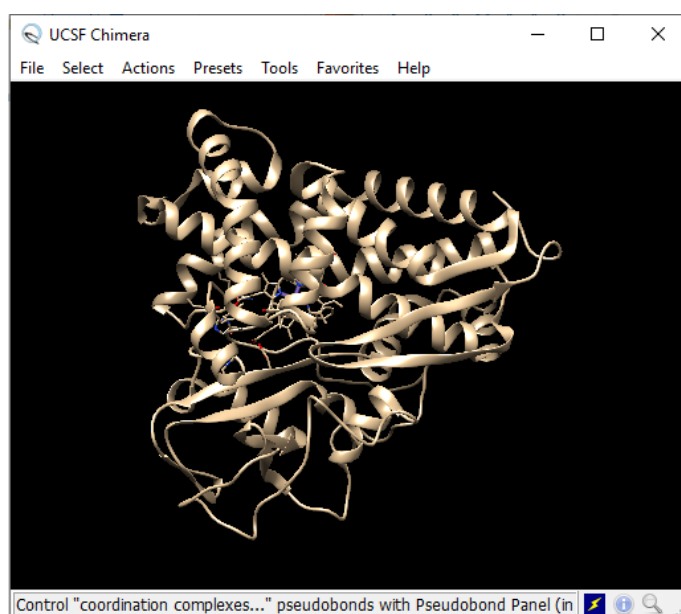 UCSF Chimera
File Select Actions Presets Tools Favorites Help
Control "coordination complexes..." pseudobonds with Pseudobond Panel (in